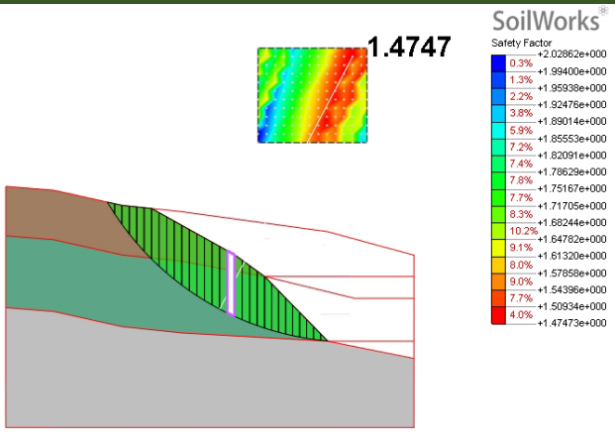 SoilWorks®
1.4747
Safety Factor
+2.02862e+000
0.3%
+1.99400e+000
1.3%
+1.95938e+000
2.2%
+1.92476e+000
3.8%
+1.89014e+000
5.9%
+1.85553e+000
7.2%
+1.82091e+000
7.4%
+1.78629e+000
7.8%
+1.75167e+000
7.7%
+1.71705e+000
8.3%
+1.68244e+000
10.2%
+1.64782e+000
9.1%
+1.61320e+000
8.0%
+1.57858e+000
9.0%
+1.54396e+000
7.7%
+1.50934e+000
4.0%
+1.47473e+000